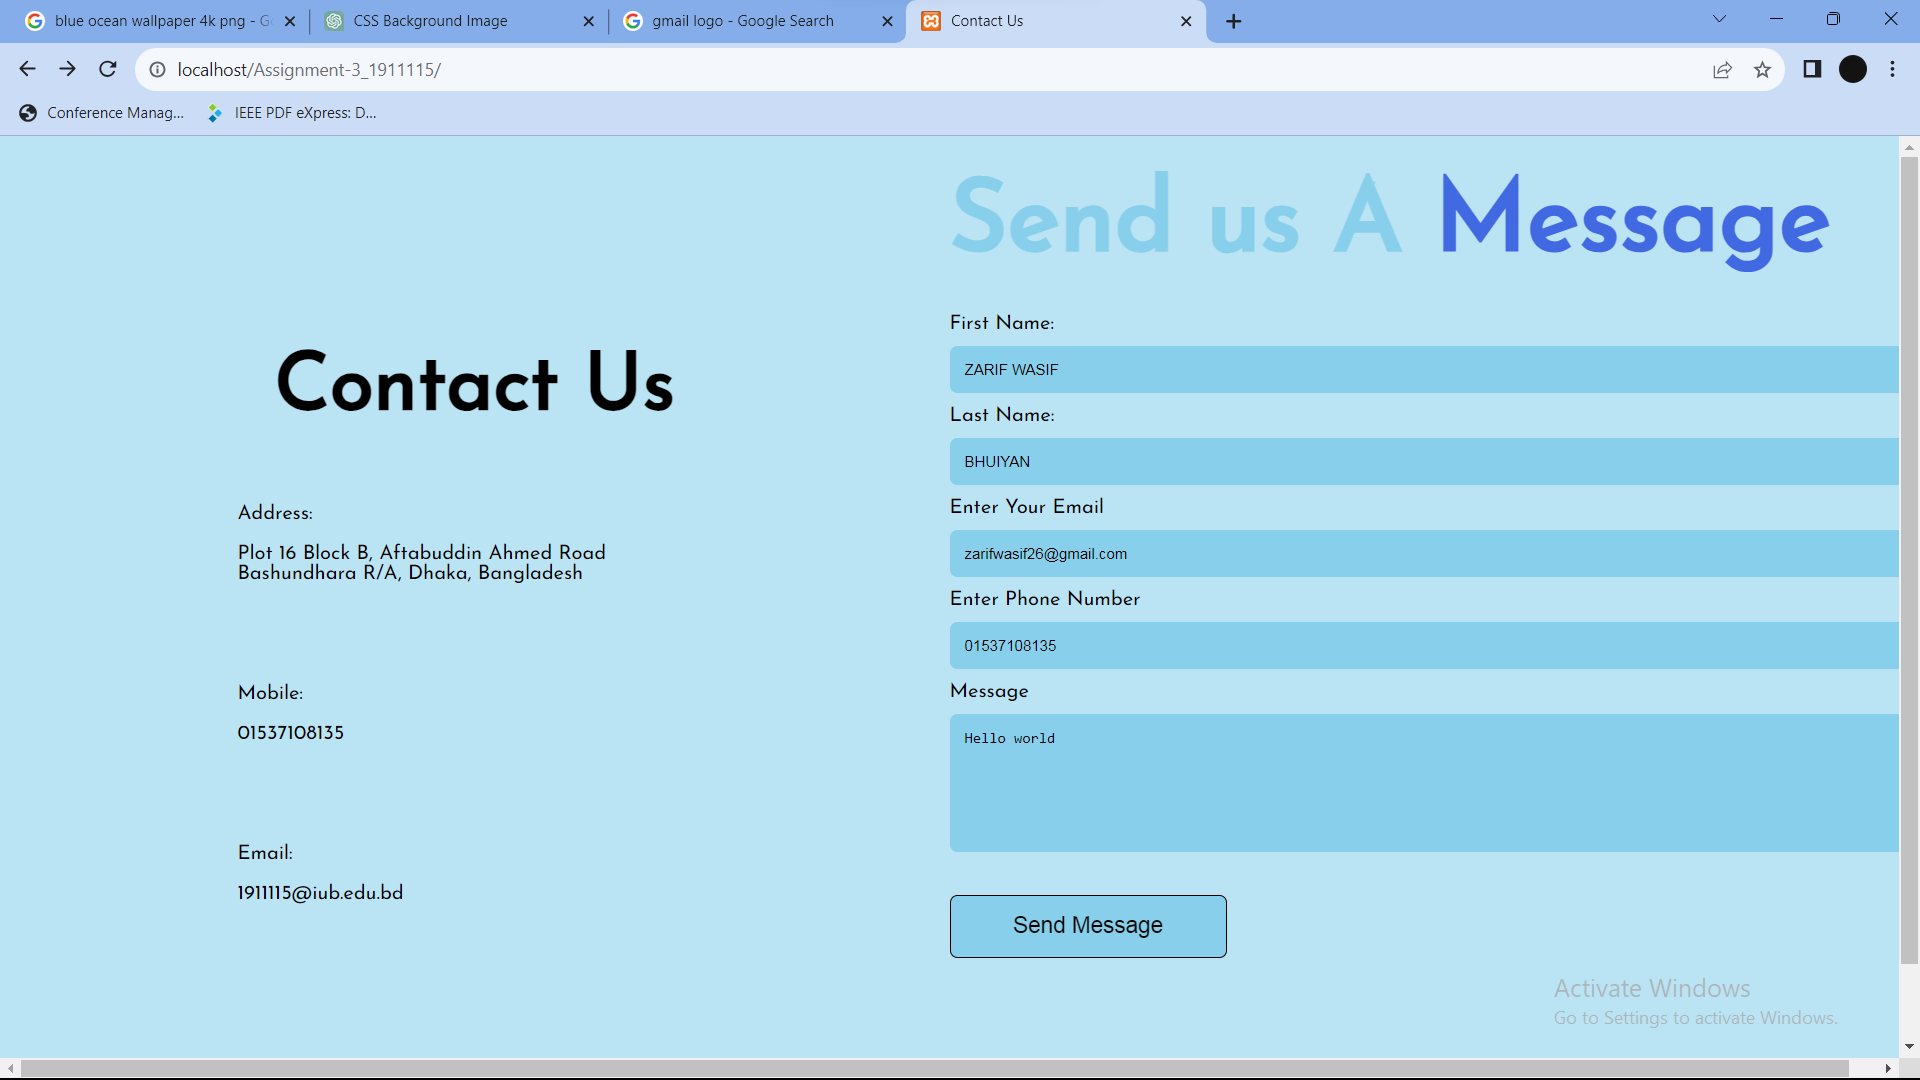 blue ocean wallpaper 4k png - G
CSS Background Image
gmail logo - Google Search
Contact Us
localhost/Assignment-3_1911115/
Conference Manag...
IEEE PDF eXpress: D...
Send us A Message
Contact Us
First Name:
ZARIF WASIF
Last Name:
BHUIYAN
Enter Your Email
zarifwasif26@gmail.com
Enter Phone Number
01537108135
Message
Hello world
Send Message
Address:
Plot 16 Block B, Aftabuddin Ahmed Road
Bashundhara R/A, Dhaka, Bangladesh
Mobile:
01537108135
Email:
1911115@iub.edu.bd
Activate Windows
Go to Settings to activate Windows.